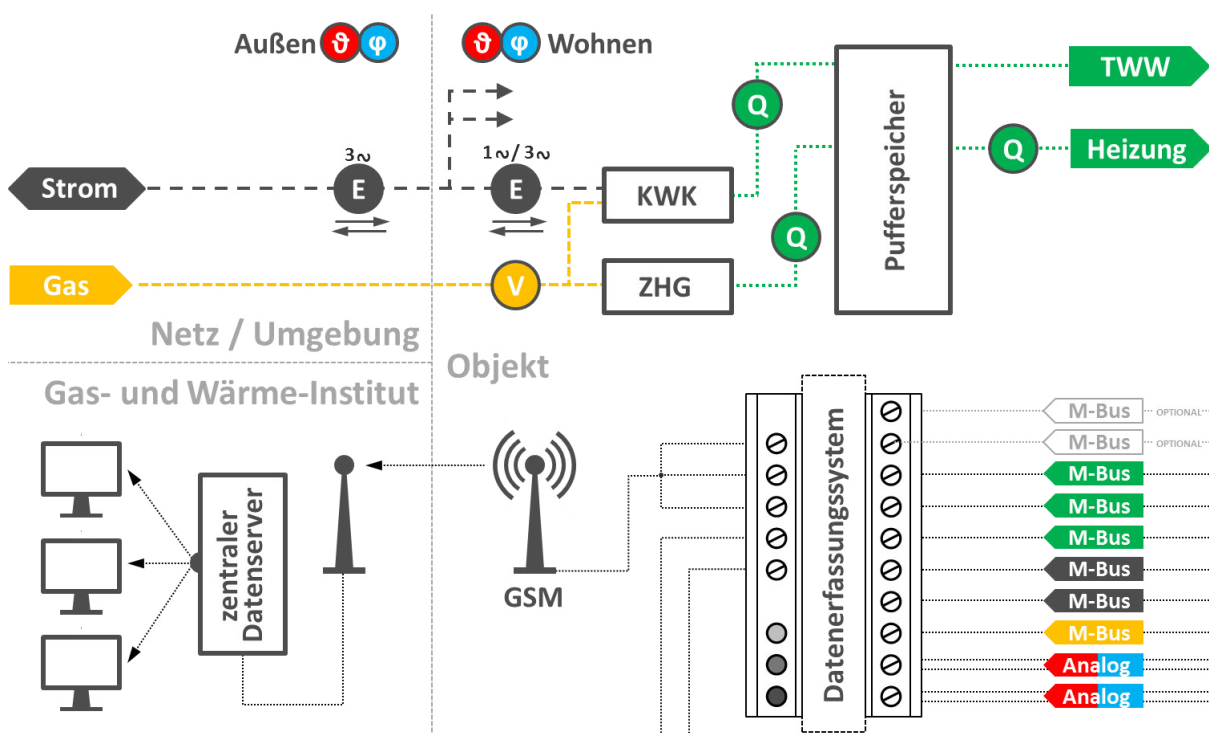 Außen ϑ φ
ϑ φ Wohnen
TWW
Q
Q
Heizung
3∾
1∾/3∾
Strom
E
E
KWK
Q
Pufferspeicher
Gas
V
ZHG
Netz / Umgebung
Objekt
Gas- und Wärme-Institut
zentraler
Datenserver
GSM
Datenerfassungssystem
M-Bus OPTIONAL
M-Bus OPTIONAL
M-Bus
M-Bus
M-Bus
M-Bus
M-Bus
M-Bus
Analog
Analog